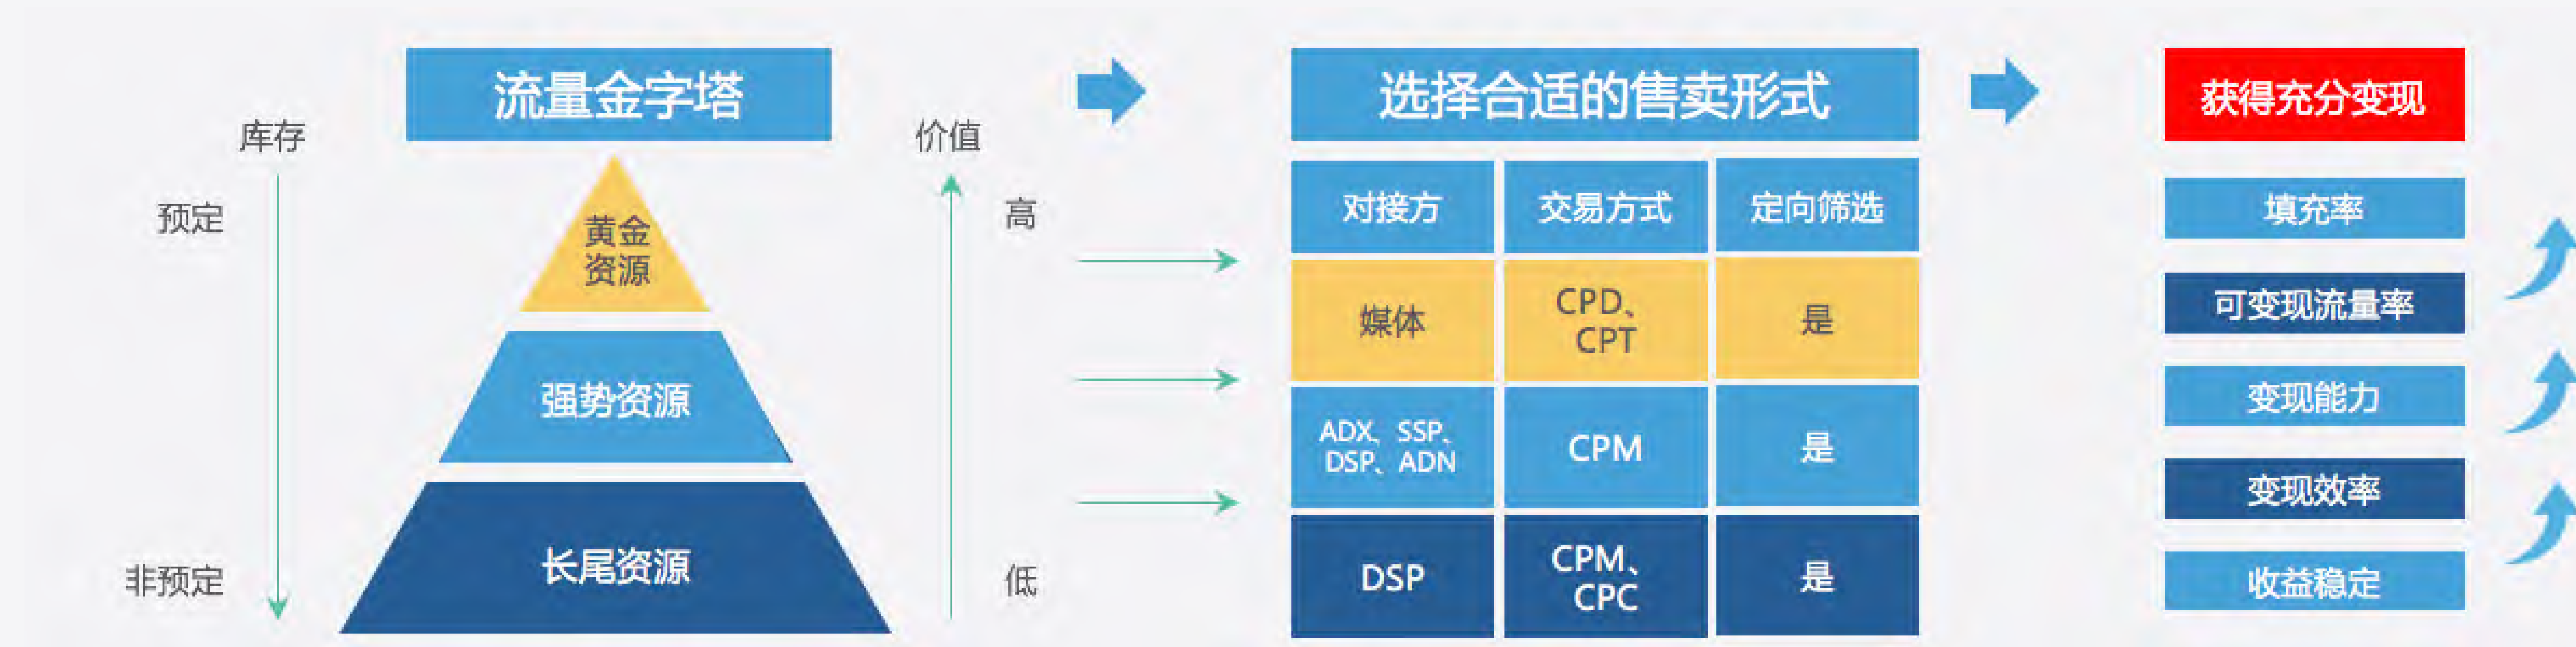 流量金字塔
库存
预定
非预定
黄金
资源
强势资源
长尾资源
价值
高
低
选择合适的售卖形式
对接方
交易方式
定向筛选
媒体
CPD、
CPT
是
ADX、SSP、
DSP、ADN
CPM
是
DSP
CPM、
CPC
是
获得充分变现
填充率
可变现流量率
变现能力
变现效率
收益稳定